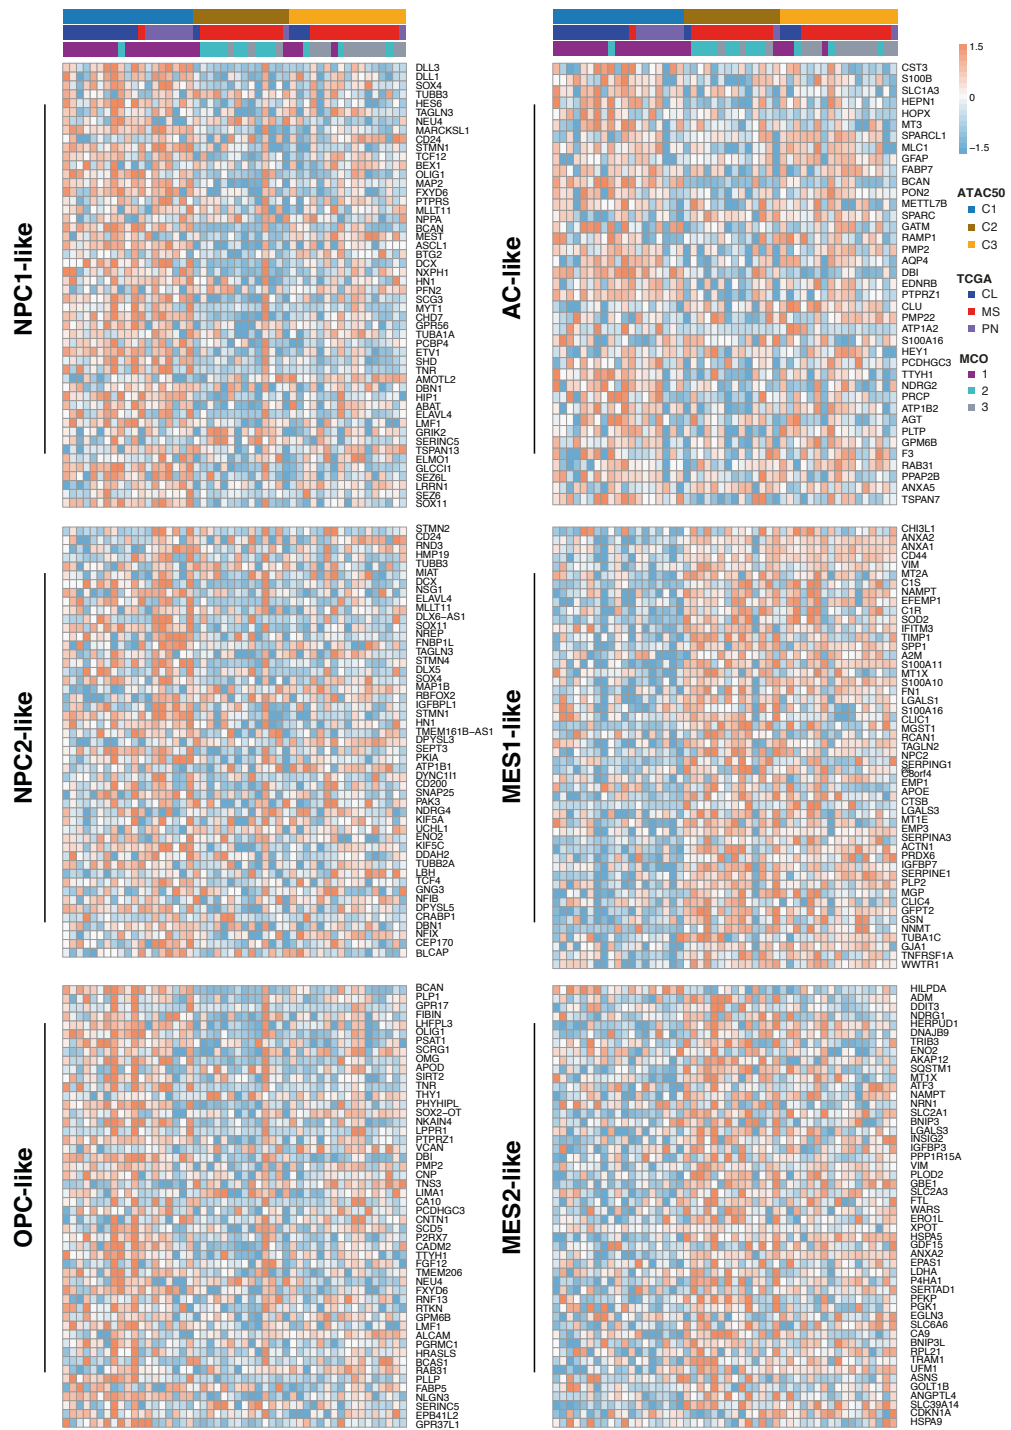 NPC1-like
DLL3
DLL1
SOX4
TUBB3
HES6
TAGLN3
NEU4
MARCKSL1
CD24
STMN1
TCF12
BEX1
OLIG1
MAP2
FXYD6
PTPRS
MLLT11
NPPA
BCAN
MEST
ASCL1
BTG2
DCX
NXPH1
HN1
PFN2
SCG3
MYT1
CHD7
GPR56
TUBA1A
PCBP4
ETV1
SHD
TNR
AMOTL2
DBN1
HIP1
ABAT
ELAVL4
LMF1
GRIK2
SERINC5
TSPAN13
ELMO1
GLCCI1
SEZ6L
LRRN1
SEZ6
SOX11
AC-like
CST3
S100B
SLC1A3
HEPN1
HOPX
MT3
SPARCL1
MLC1
GFAP
FABP7
BCAN
PON2
METTL7B
SPARC
GATM
RAMP1
PMP2
AQP4
DBI
EDNRB
PTPRZ1
CLU
PMP22
ATP1A2
S100A16
HEY1
PCDHGC3
TTYH1
NDRG2
PRCP
ATP1B2
AGT
PLTP
GPM6B
F3
RAB31
PPAP2B
ANXA5
TSPAN7
1.5
0
−1.5
ATAC50
C1
C2
C3
TCGA
CL
MS
PN
MCO
1
2
3
NPC2-like
STMN2
CD24
RND3
HMP19
TUBB3
MIAT
DCX
NSG1
ELAVL4
MLLT11
DLX6−AS1
SOX11
NREP
FNBP1L
TAGLN3
STMN4
DLX5
SOX4
MAP1B
RBFOX2
IGFBPL1
STMN1
HN1
TMEM161B−AS1
DPYSL3
SEPT3
PKIA
ATP1B1
DYNC1I1
CD200
SNAP25
PAK3
NDRG4
KIF5A
UCHL1
ENO2
KIF5C
DDAH2
TUBB2A
LBH
TCF4
GNG3
NFIB
DPYSL5
CRABP1
DBN1
NFIX
CEP170
BLCAP
MES1-like
CHI3L1
ANXA2
ANXA1
CD44
VIM
MT2A
C1S
NAMPT
EFEMP1
C1R
SOD2
IFITM3
TIMP1
SPP1
A2M
S100A11
MT1X
S100A10
FN1
LGALS1
S100A16
CLIC1
MGST1
RCAN1
TAGLN2
NPC2
SERPING1
C8orf4
EMP1
APOE
CTSB
LGALS3
MT1E
EMP3
SERPINA3
ACTN1
PRDX6
IGFBP7
SERPINE1
PLP2
MGP
CLIC4
GFPT2
GSN
NNMT
TUBA1C
GJA1
TNFRSF1A
WWTR1
OPC-like
BCAN
PLP1
GPR17
FIBIN
LHFPL3
OLIG1
PSAT1
SCRG1
OMG
APOD
SIRT2
TNR
THY1
PHYHIPL
SOX2−OT
NKAIN4
LPPR1
PTPRZ1
VCAN
DBI
PMP2
CNP
TNS3
LIMA1
CA10
PCDHGC3
CNTN1
SCD5
P2RX7
CADM2
TTYH1
FGF12
TMEM206
NEU4
FXYD6
RNF13
RTKN
GPM6B
LMF1
ALCAM
PGRMC1
HRASLS
BCAS1
RAB31
PLLP
FABP5
NLGN3
SERINC5
EPB41L2
GPR37L1
MES2-like
HILPDA
ADM
DDIT3
NDRG1
HERPUD1
DNAJB9
TRIB3
ENO2
AKAP12
SQSTM1
MT1X
ATF3
NAMPT
NRN1
SLC2A1
BNIP3
LGALS3
INSIG2
IGFBP3
PPP1R15A
VIM
PLOD2
GBE1
SLC2A3
FTL
WARS
ERO1L
XPOT
HSPA5
GDF15
ANXA2
EPAS1
LDHA
P4HA1
SERTAD1
PFKP
PGK1
EGLN3
SLC6A6
CA9
BNIP3L
RPL21
TRAM1
UFM1
ASNS
GOLT1B
ANGPTL4
SLC39A14
CDKN1A
HSPA9